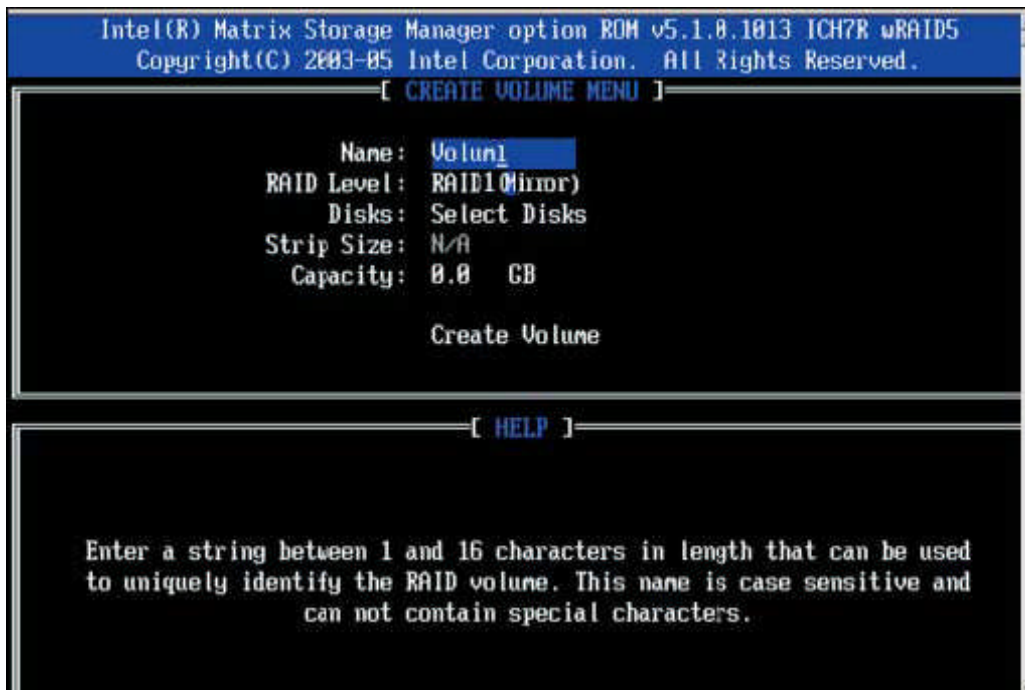 Intel(R) Matrix Storage Manager option ROM v5.1.0.1013 ICH7R wRAID5
Copyright(C) 2003-05 Intel Corporation. All Rights Reserved.
[ CREATE VOLUME MENU ]
Name: Volum1
RAID Level: RAID1(Mirror)
Disks: Select Disks
Strip Size: N/A
Capacity: 0.0 GB
Create Volume
[ HELP ]
Enter a string between 1 and 16 characters in length that can be used
to uniquely identify the RAID volume. This name is case sensitive and
can not contain special characters.